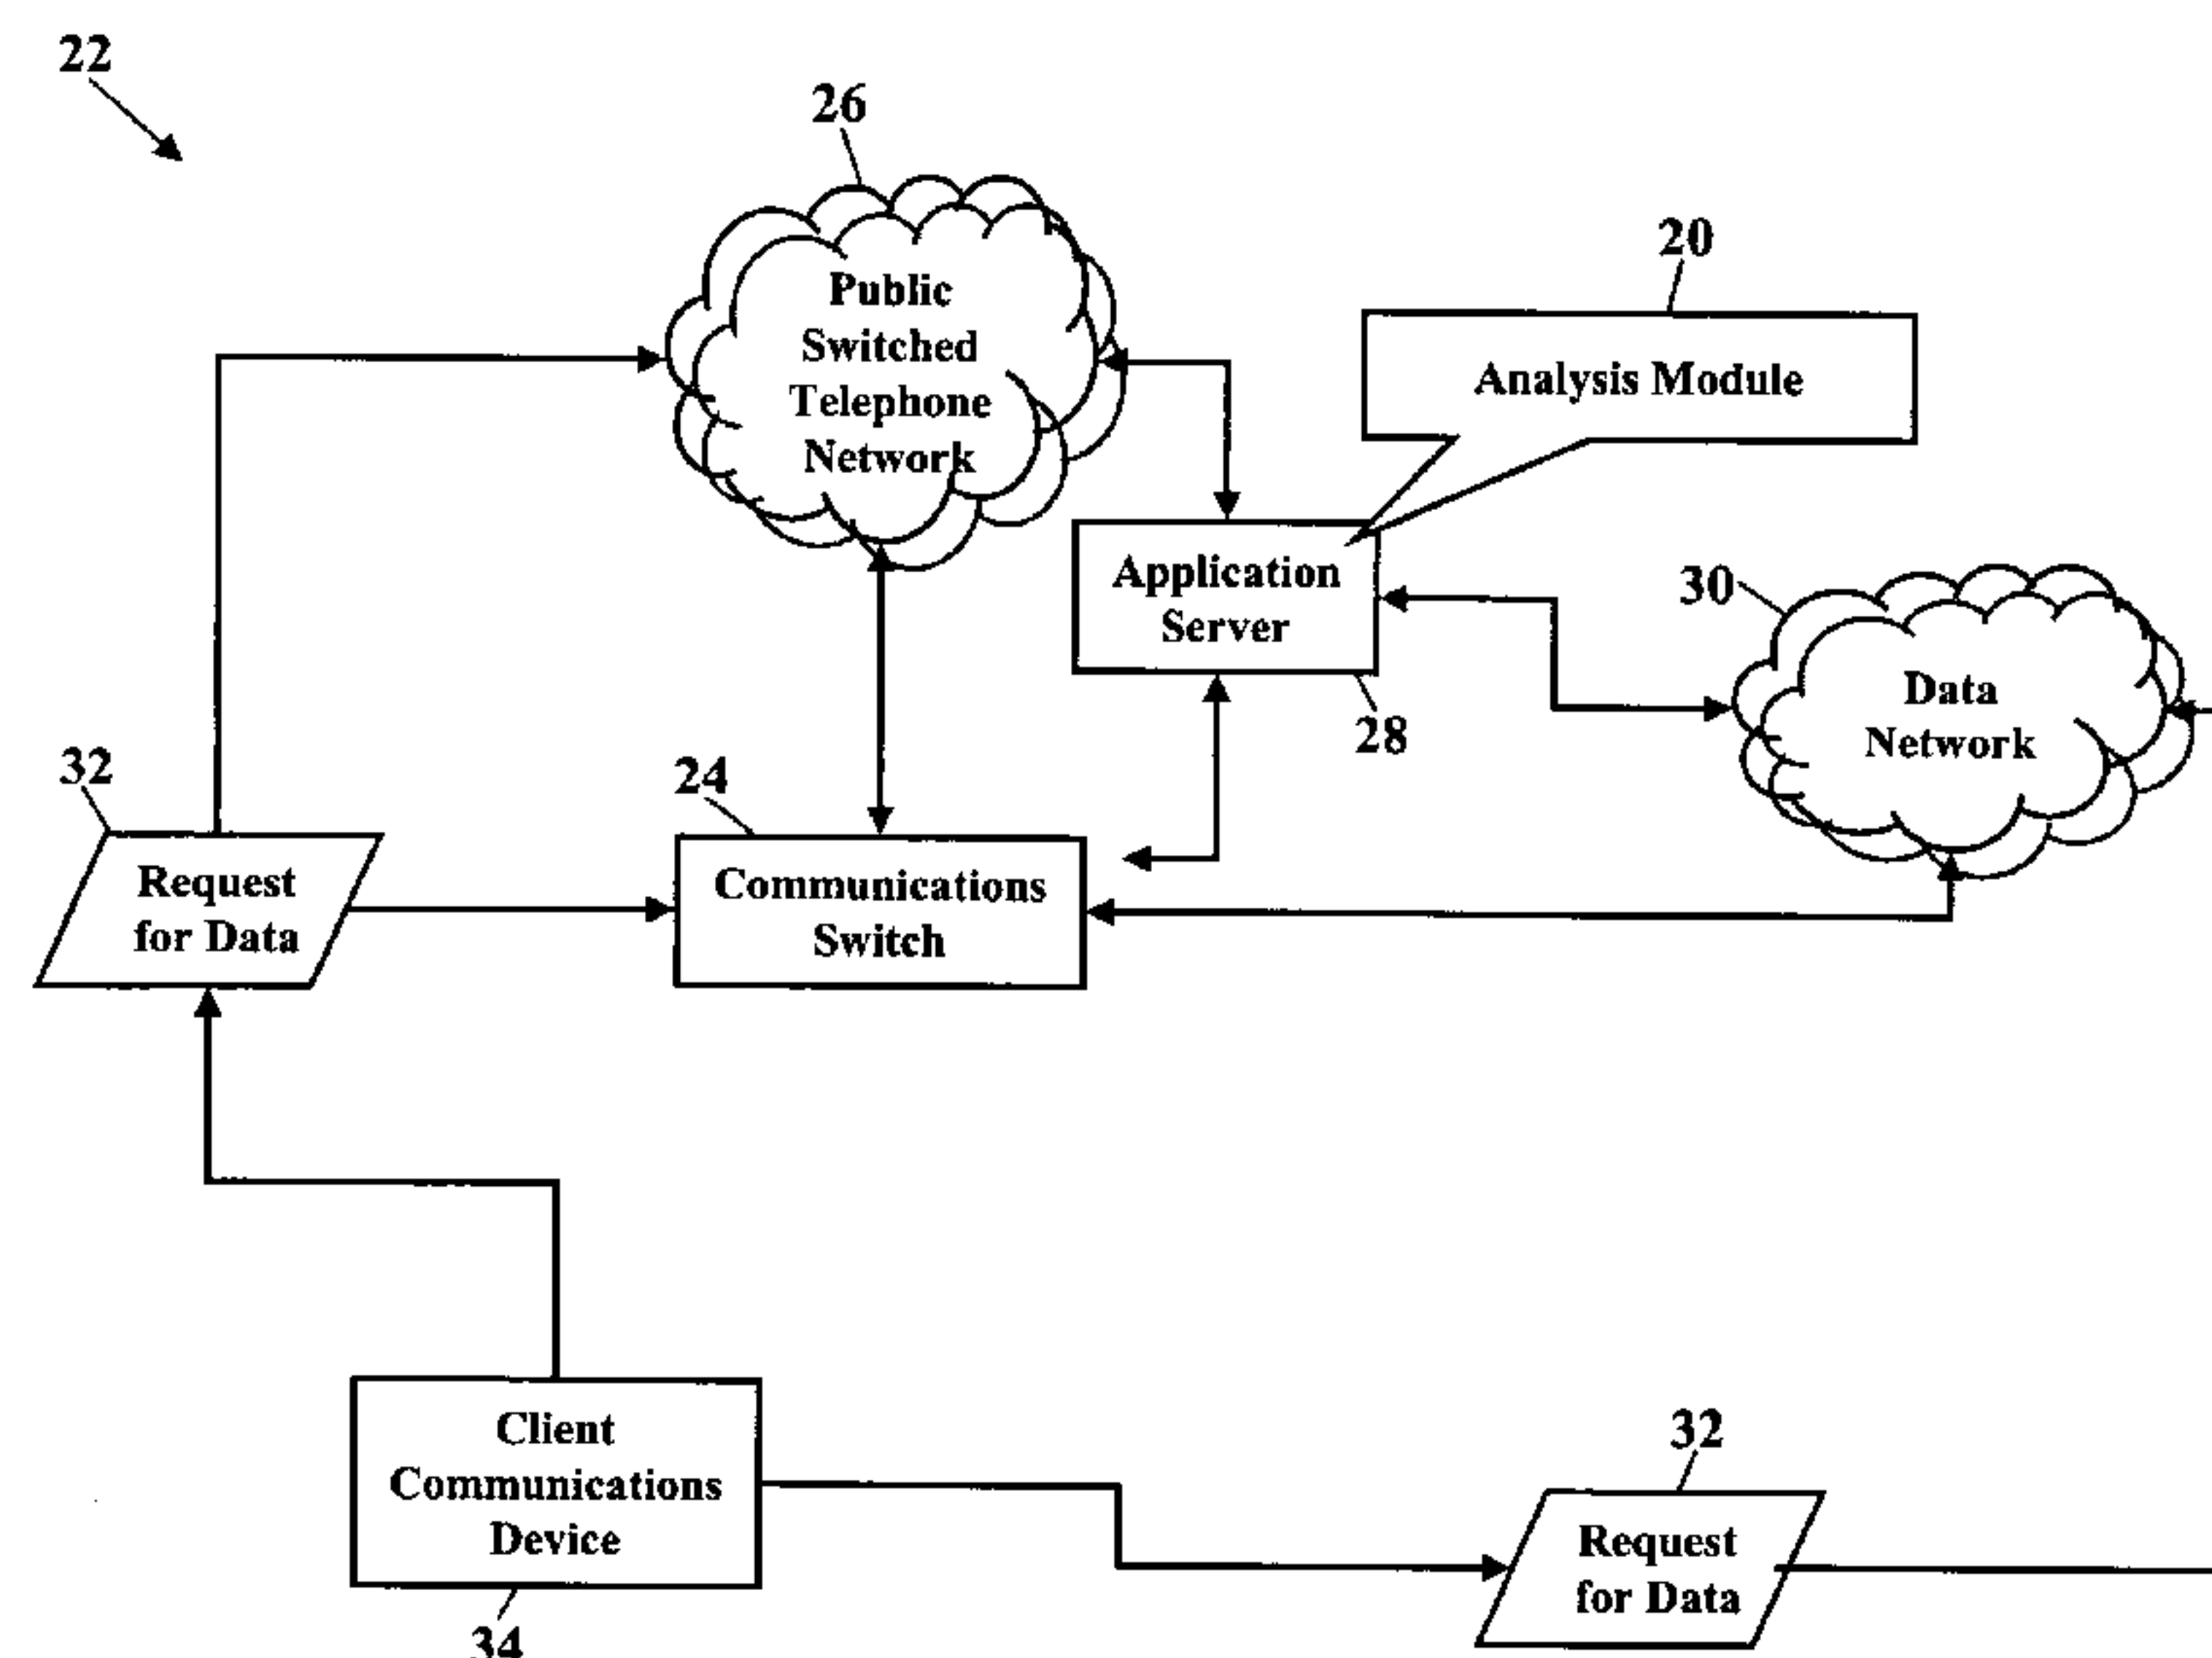 22
26
Public
Switched
Telephone
Network
20
Analysis Module
Application
Server
28
30
Data
Network
32
Request
for Data
24
Communications
Switch
Client
Communications
Device
34
32
Request
for Data